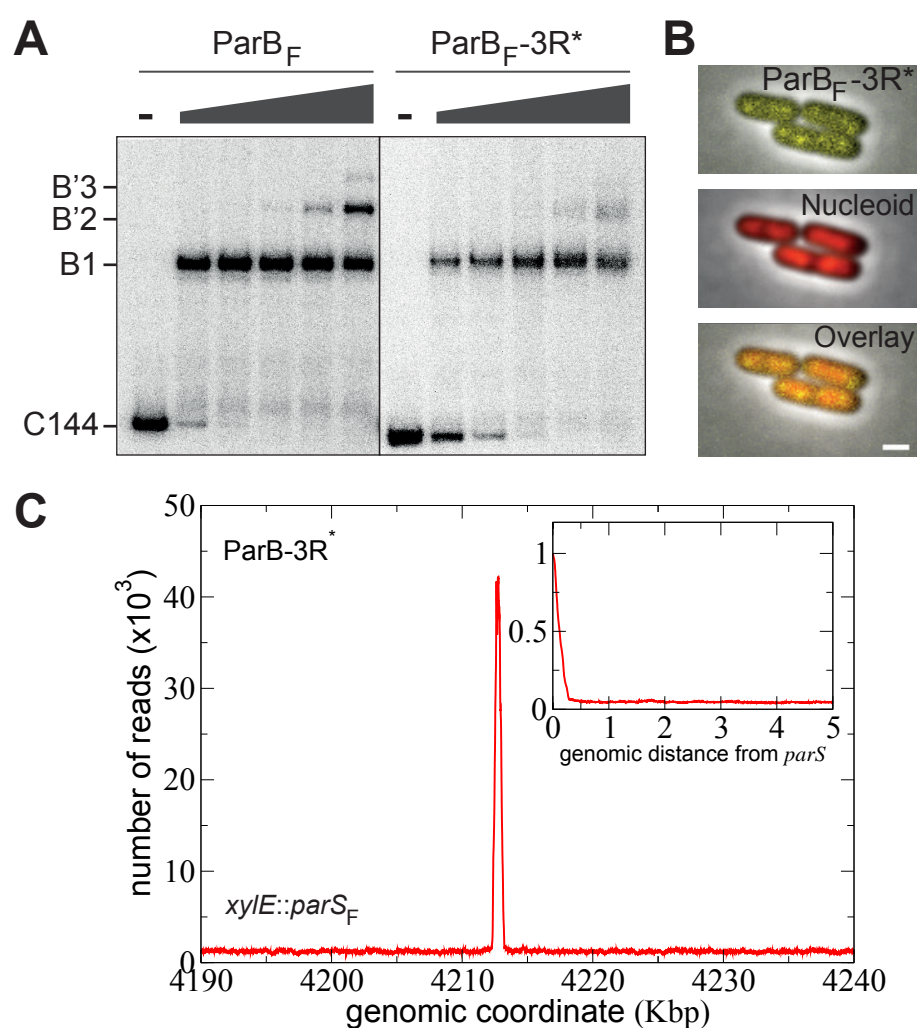 A
ParB_F
ParB_F-3R*
-
-
B'3
B'2
B1
C144
B
ParB_F-3R*
Nucleoid
Overlay
C
number of reads (x10³)
50
40
30
20
10
0
ParB-3R*
xylE::parS_F
4190 4200 4210 4220 4230 4240
genomic coordinate (Kbp)
1
0.5
0
0 1 2 3 4 5
genomic distance from parS